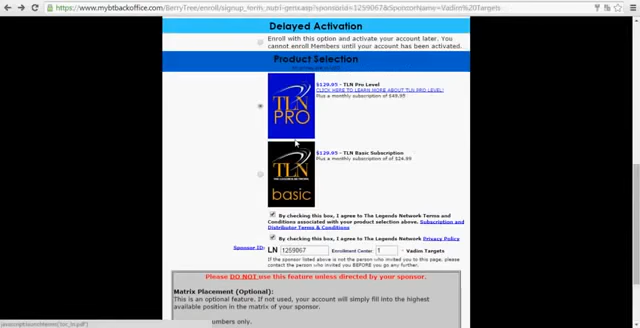 www.mybtbackoffice.com/BerryTree/enroll/signup_form_nutri-gens.asp?sponsorId=1259067&SponsorName=Vadim%20Targets
Delayed Activation
Enroll with this option and activate your account later. You
cannot enroll Members until your account has been activated.
Product Selection
$129.95 - TLN Pro Level
CLICK HERE TO LEARN MORE ABOUT TLN PRO LEVEL!
Plus a monthly subscription of $49.95
TLN
PRO
$129.95 - TLN Basic Subscription
Plus a monthly subscription of of $24.99
TLN
THE LEGENDS NETWORK
basic
By checking this box, I agree to The Legends Network Terms and
Conditions associated with your product selection above. Subscription and
Distributor Terms & Conditions
By checking this box, I agree to The Legends Network Privacy Policy
Sponsor ID: LN 1259067 Enrollment Center: 1 - Vadim Targets
If the sponsor listed above is not the person who invited you to this page, please
contact the person who invited you BEFORE you go any further.
Please DO NOT use this feature unless directed by your sponsor.
Matrix Placement (Optional):
This is an optional feature. If not used, your account will simply fill into the highest
available position in the matrix of your sponsor.
numbers only.